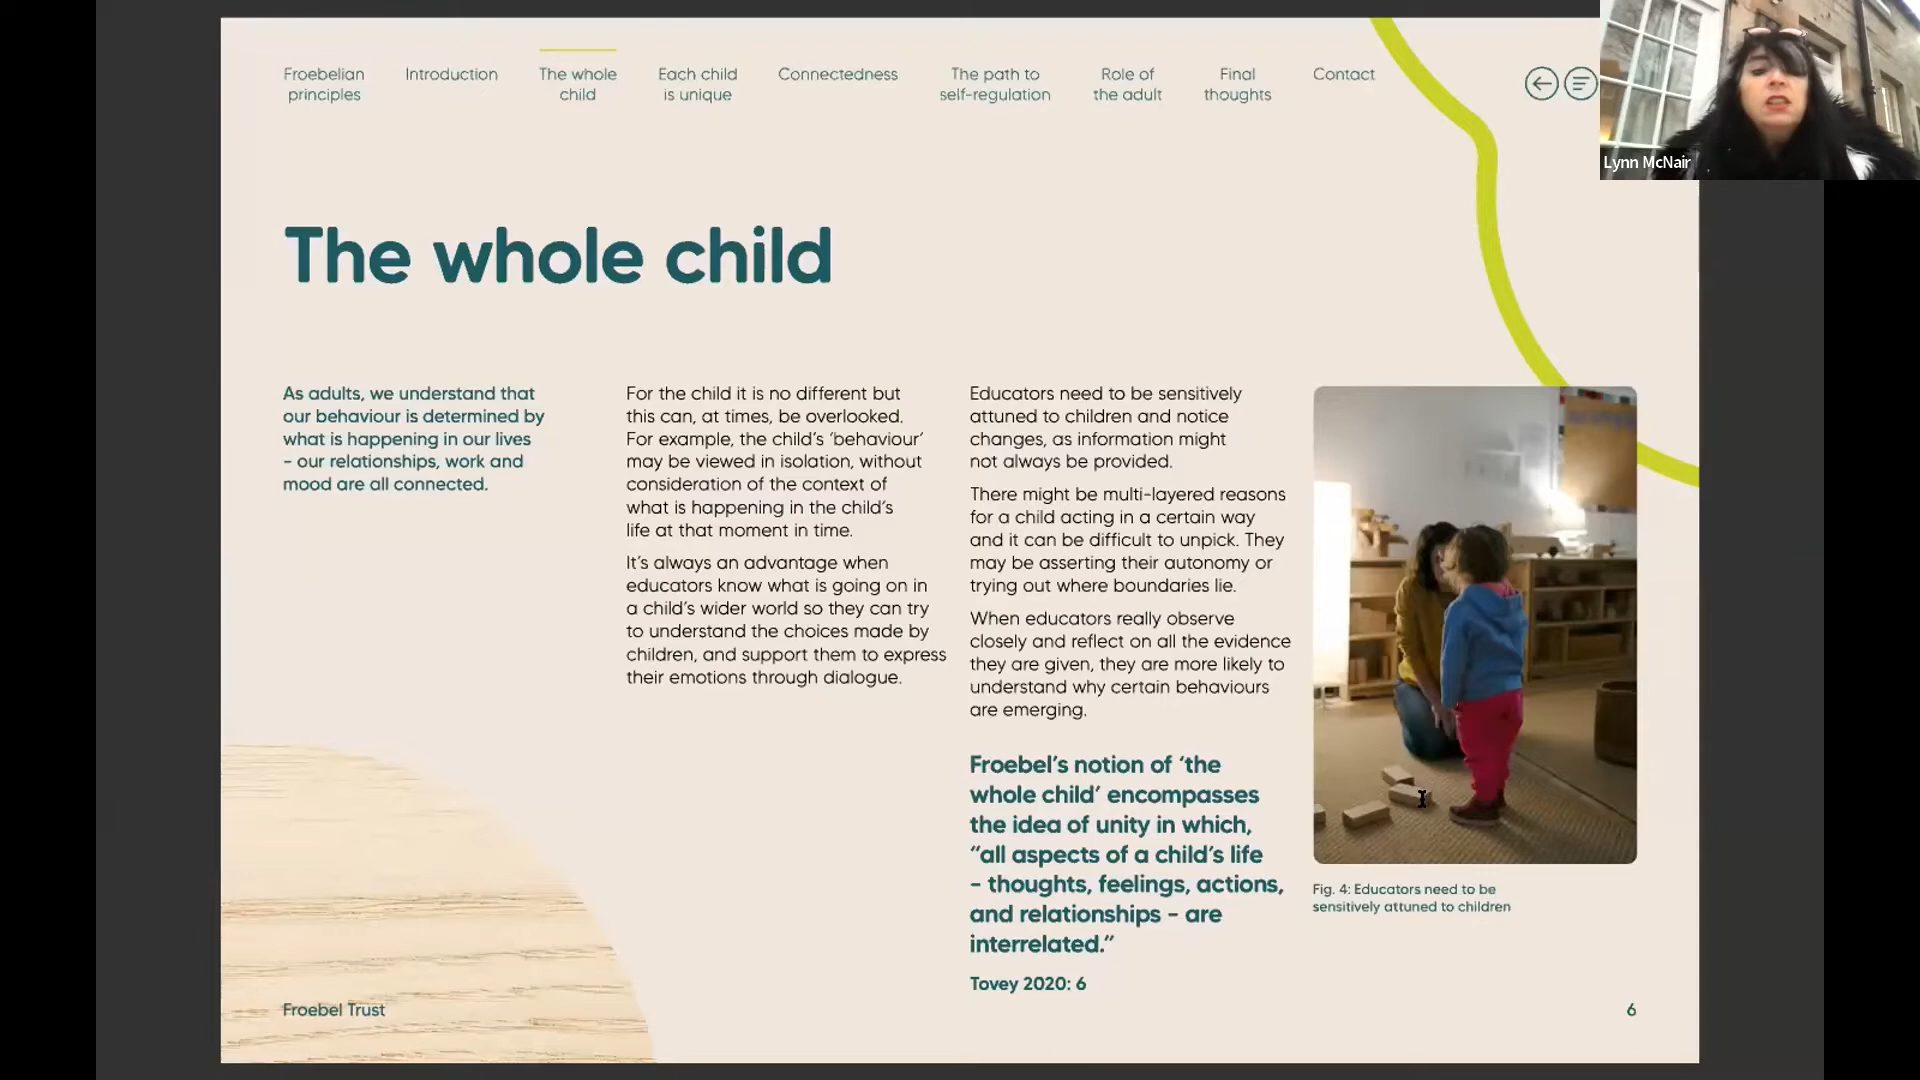 Froebelian
principles
Introduction
The whole
child
Each child
is unique
Connectedness
The path to
self-regulation
Role of
the adult
Final
thoughts
Contact
Lynn McNair
The whole child
As adults, we understand that
our behaviour is determined by
what is happening in our lives
– our relationships, work and
mood are all connected.
For the child it is no different but
this can, at times, be overlooked.
For example, the child’s ‘behaviour’
may be viewed in isolation, without
consideration of the context of
what is happening in the child’s
life at that moment in time.
It’s always an advantage when
educators know what is going on in
a child’s wider world so they can try
to understand the choices made by
children, and support them to express
their emotions through dialogue.
Educators need to be sensitively
attuned to children and notice
changes, as information might
not always be provided.
There might be multi-layered reasons
for a child acting in a certain way
and it can be difficult to unpick. They
may be asserting their autonomy or
trying out where boundaries lie.
When educators really observe
closely and reflect on all the evidence
they are given, they are more likely to
understand why certain behaviours
are emerging.
Froebel’s notion of ‘the
whole child’ encompasses
the idea of unity in which,
“all aspects of a child’s life
– thoughts, feelings, actions,
and relationships – are
interrelated.”
Tovey 2020: 6
Fig. 4: Educators need to be
sensitively attuned to children
Froebel Trust
6